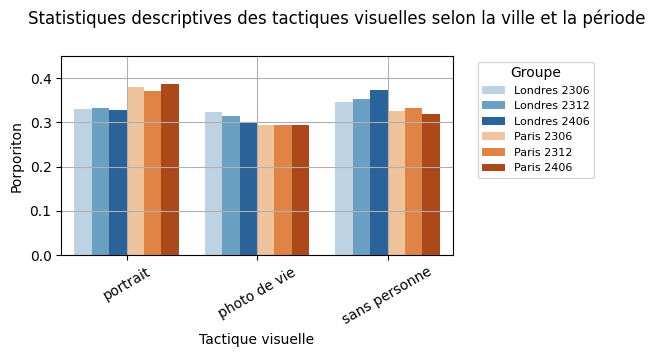 Statistiques descriptives des tactiques visuelles selon la ville et la période
Porporiton
0.4
0.3
0.2
0.1
0.0
portrait
photo de vie
sans personne
Tactique visuelle
Groupe
Londres 2306
Londres 2312
Londres 2406
Paris 2306
Paris 2312
Paris 2406